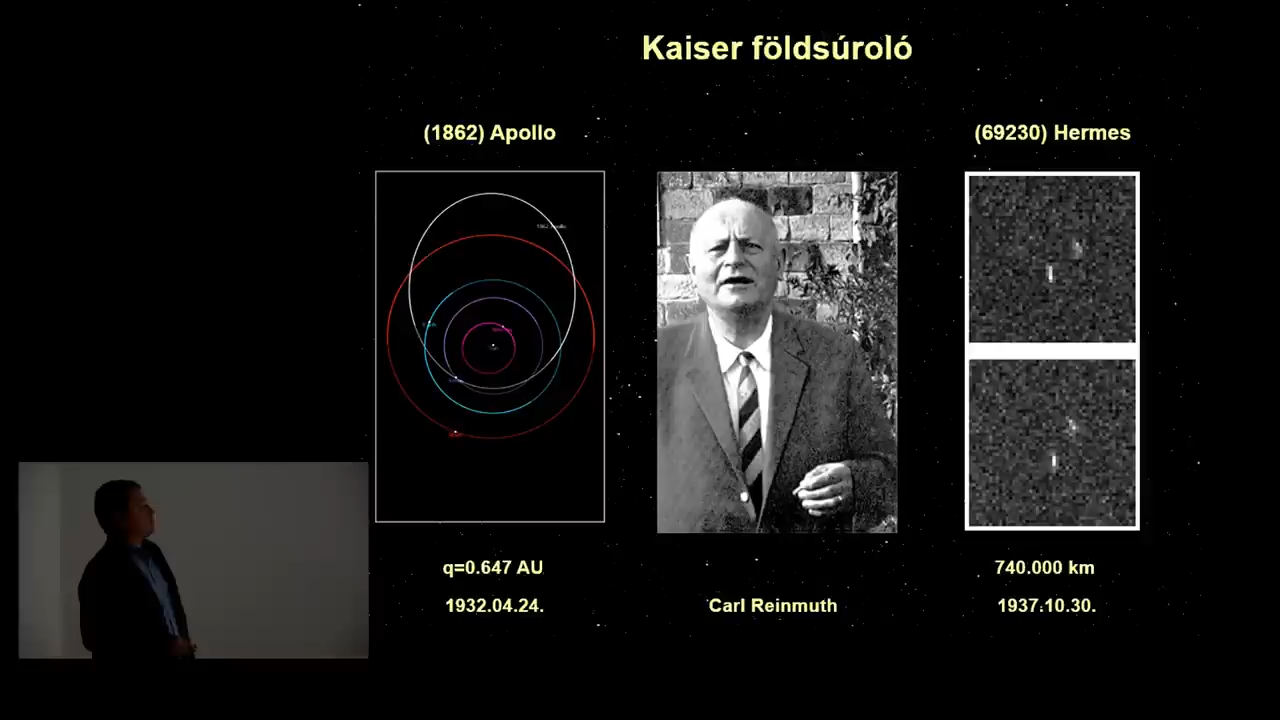 Kaiser földsúroló
(1862) Apollo
(69230) Hermes
q=0.647 AU
740.000 km
1932.04.24.
Carl Reinmuth
1937.10.30.